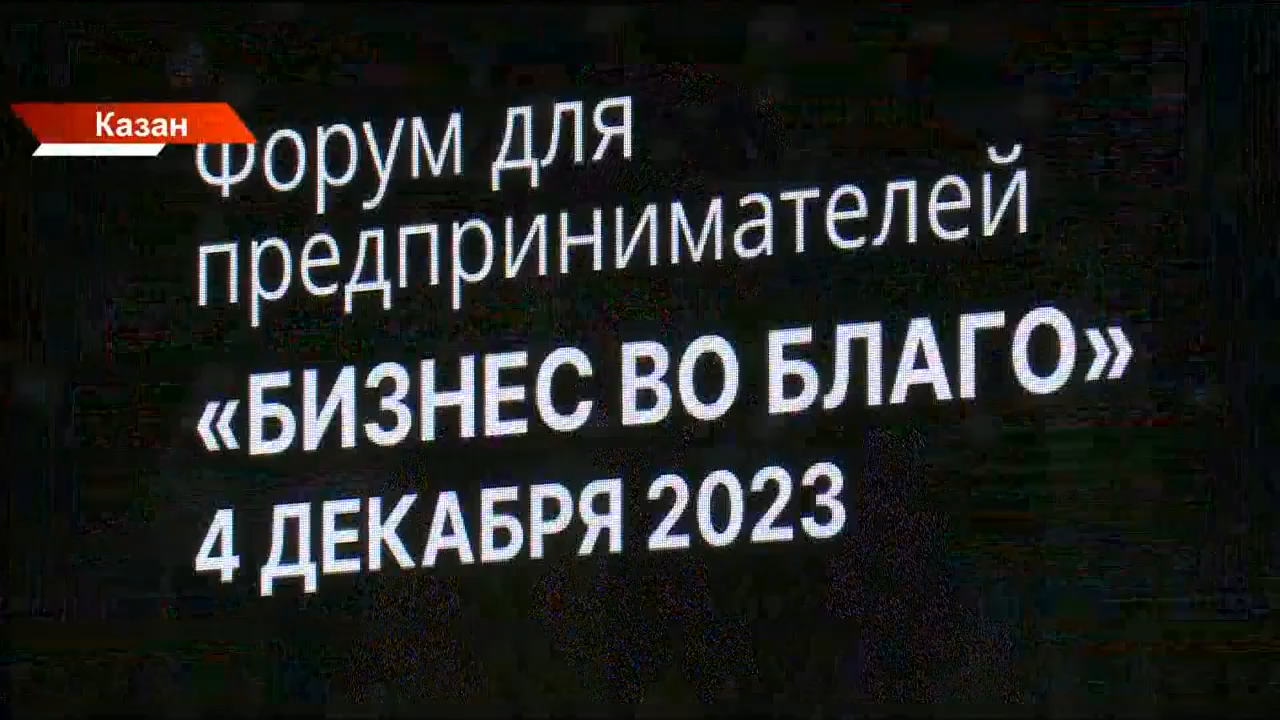 Казан
Форум для
предпринимателей
«БИЗНЕС ВО БЛАГО»
4 ДЕКАБРЯ 2023